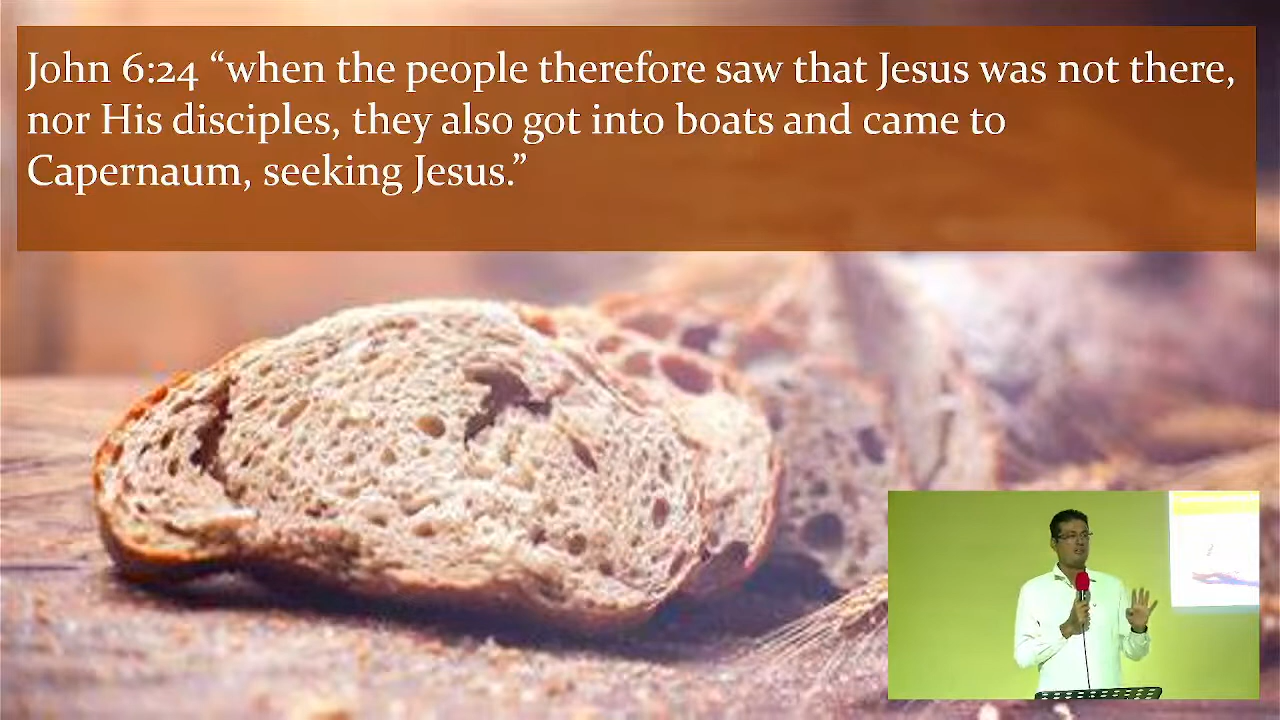 John 6:24 “when the people therefore saw that Jesus was not there,
nor His disciples, they also got into boats and came to
Capernaum, seeking Jesus.”